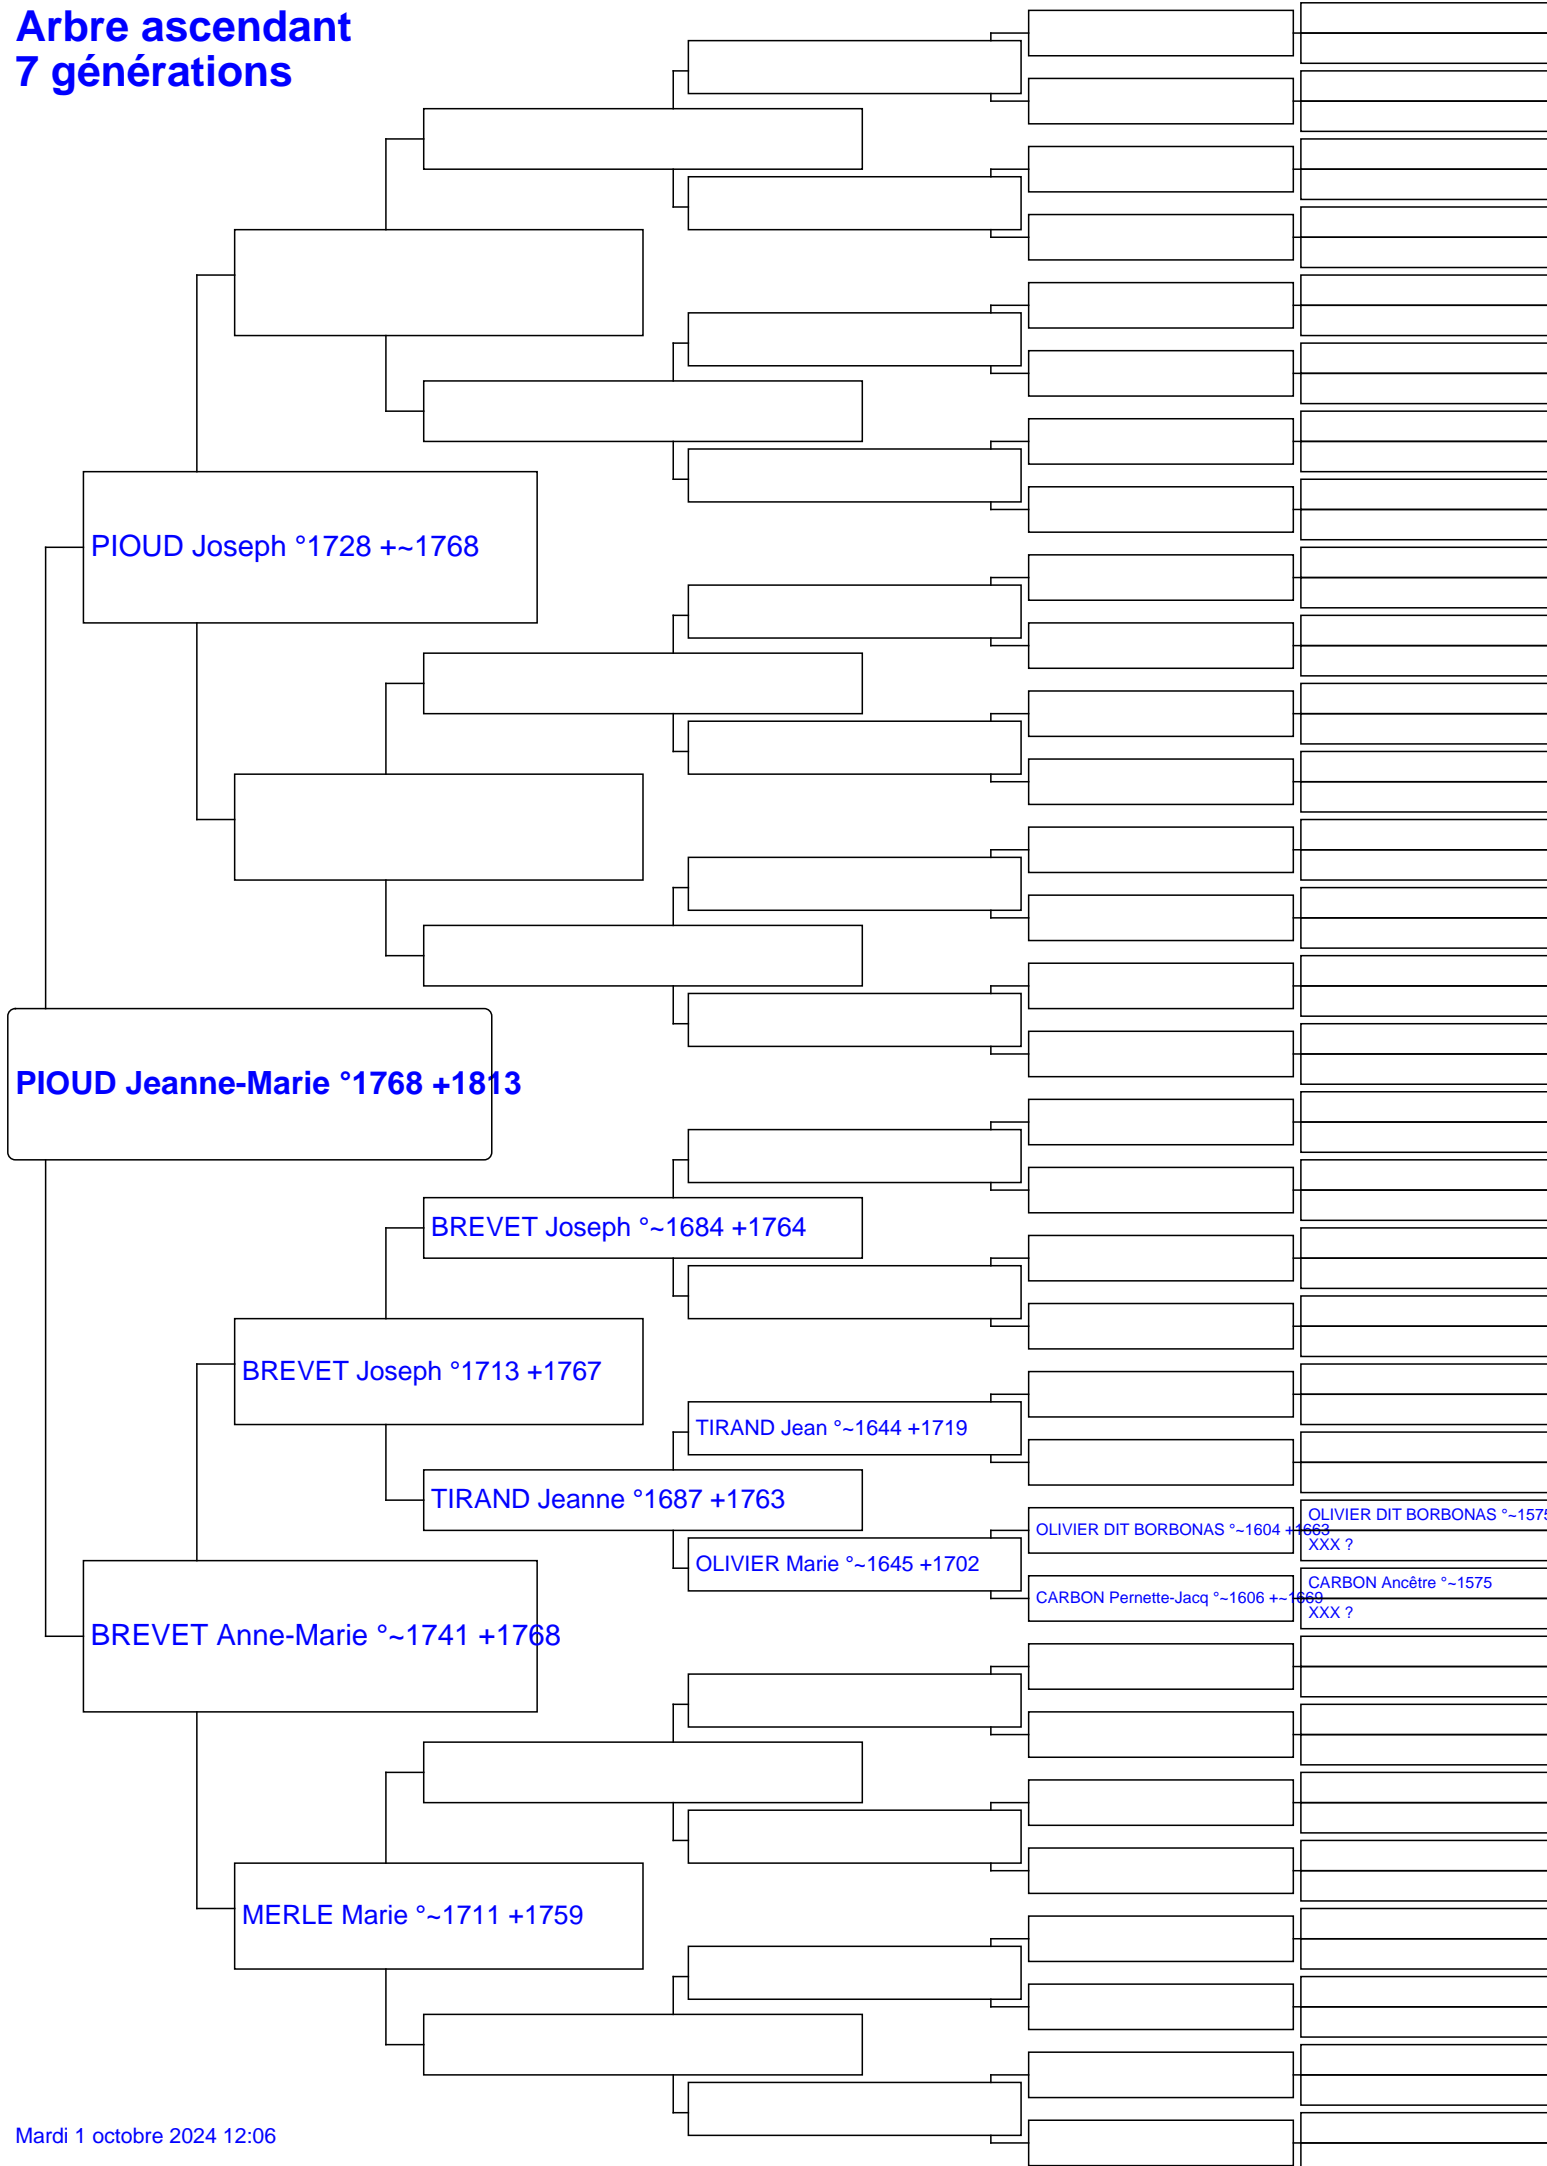 Arbre ascendant
7 générations
PIOUD Joseph °1728 +~1768
PIOUD Jeanne-Marie °1768 +1813
BREVET Joseph °~1684 +1764
BREVET Joseph °1713 +1767
TIRAND Jean °~1644 +1719
TIRAND Jeanne °1687 +1763
OLIVIER DIT BORBONAS °~1575
OLIVIER DIT BORBONAS °~1604 +1663
XXX ?
OLIVIER Marie °~1645 +1702
CARBON Ancêtre °~1575
CARBON Pernette-Jacq °~1606 +~1669
XXX ?
BREVET Anne-Marie °~1741 +1768
MERLE Marie °~1711 +1759
Mardi 1 octobre 2024 12:06